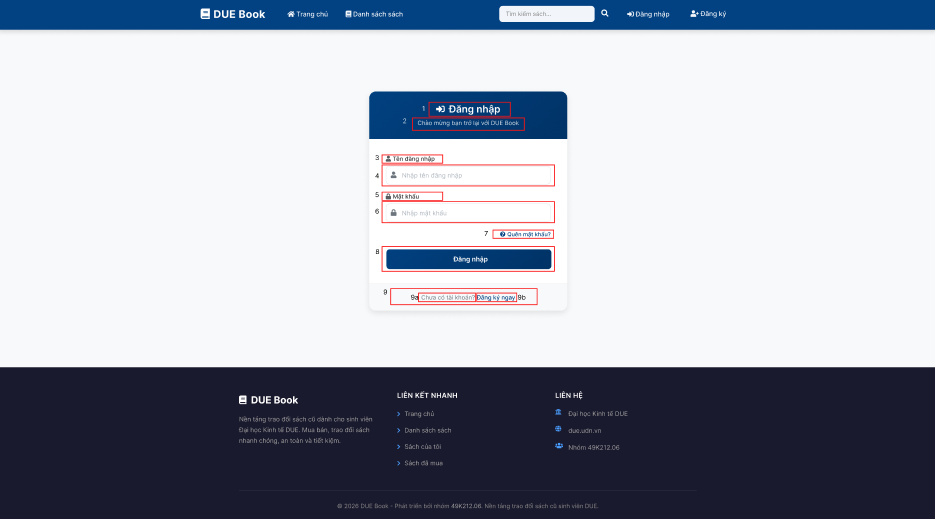 DUE Book
Trang chủ
Danh sách sách
Tìm kiếm sách...
Đăng nhập
Đăng ký
1 Đăng nhập
2 Chào mừng bạn trở lại với DUE Book
3 Tên đăng nhập
4 Nhập tên đăng nhập
5 Mật khẩu
6 Nhập mật khẩu
7 Quên mật khẩu?
8 Đăng nhập
9
9a Chưa có tài khoản? Đăng ký ngay 9b
DUE Book
Nền tảng trao đổi sách cũ dành cho sinh viên
Đại học Kinh tế DUE. Mua bán, trao đổi sách
nhanh chóng, an toàn và tiết kiệm.
LIÊN KẾT NHANH
Trang chủ
Danh sách sách
Sách của tôi
Sách đã mua
LIÊN HỆ
Đại học Kinh tế DUE
due.udn.vn
Nhóm 49K212.06
© 2026 DUE Book - Phát triển bởi nhóm 49K212.06. Nền tảng trao đổi sách cũ sinh viên DUE.